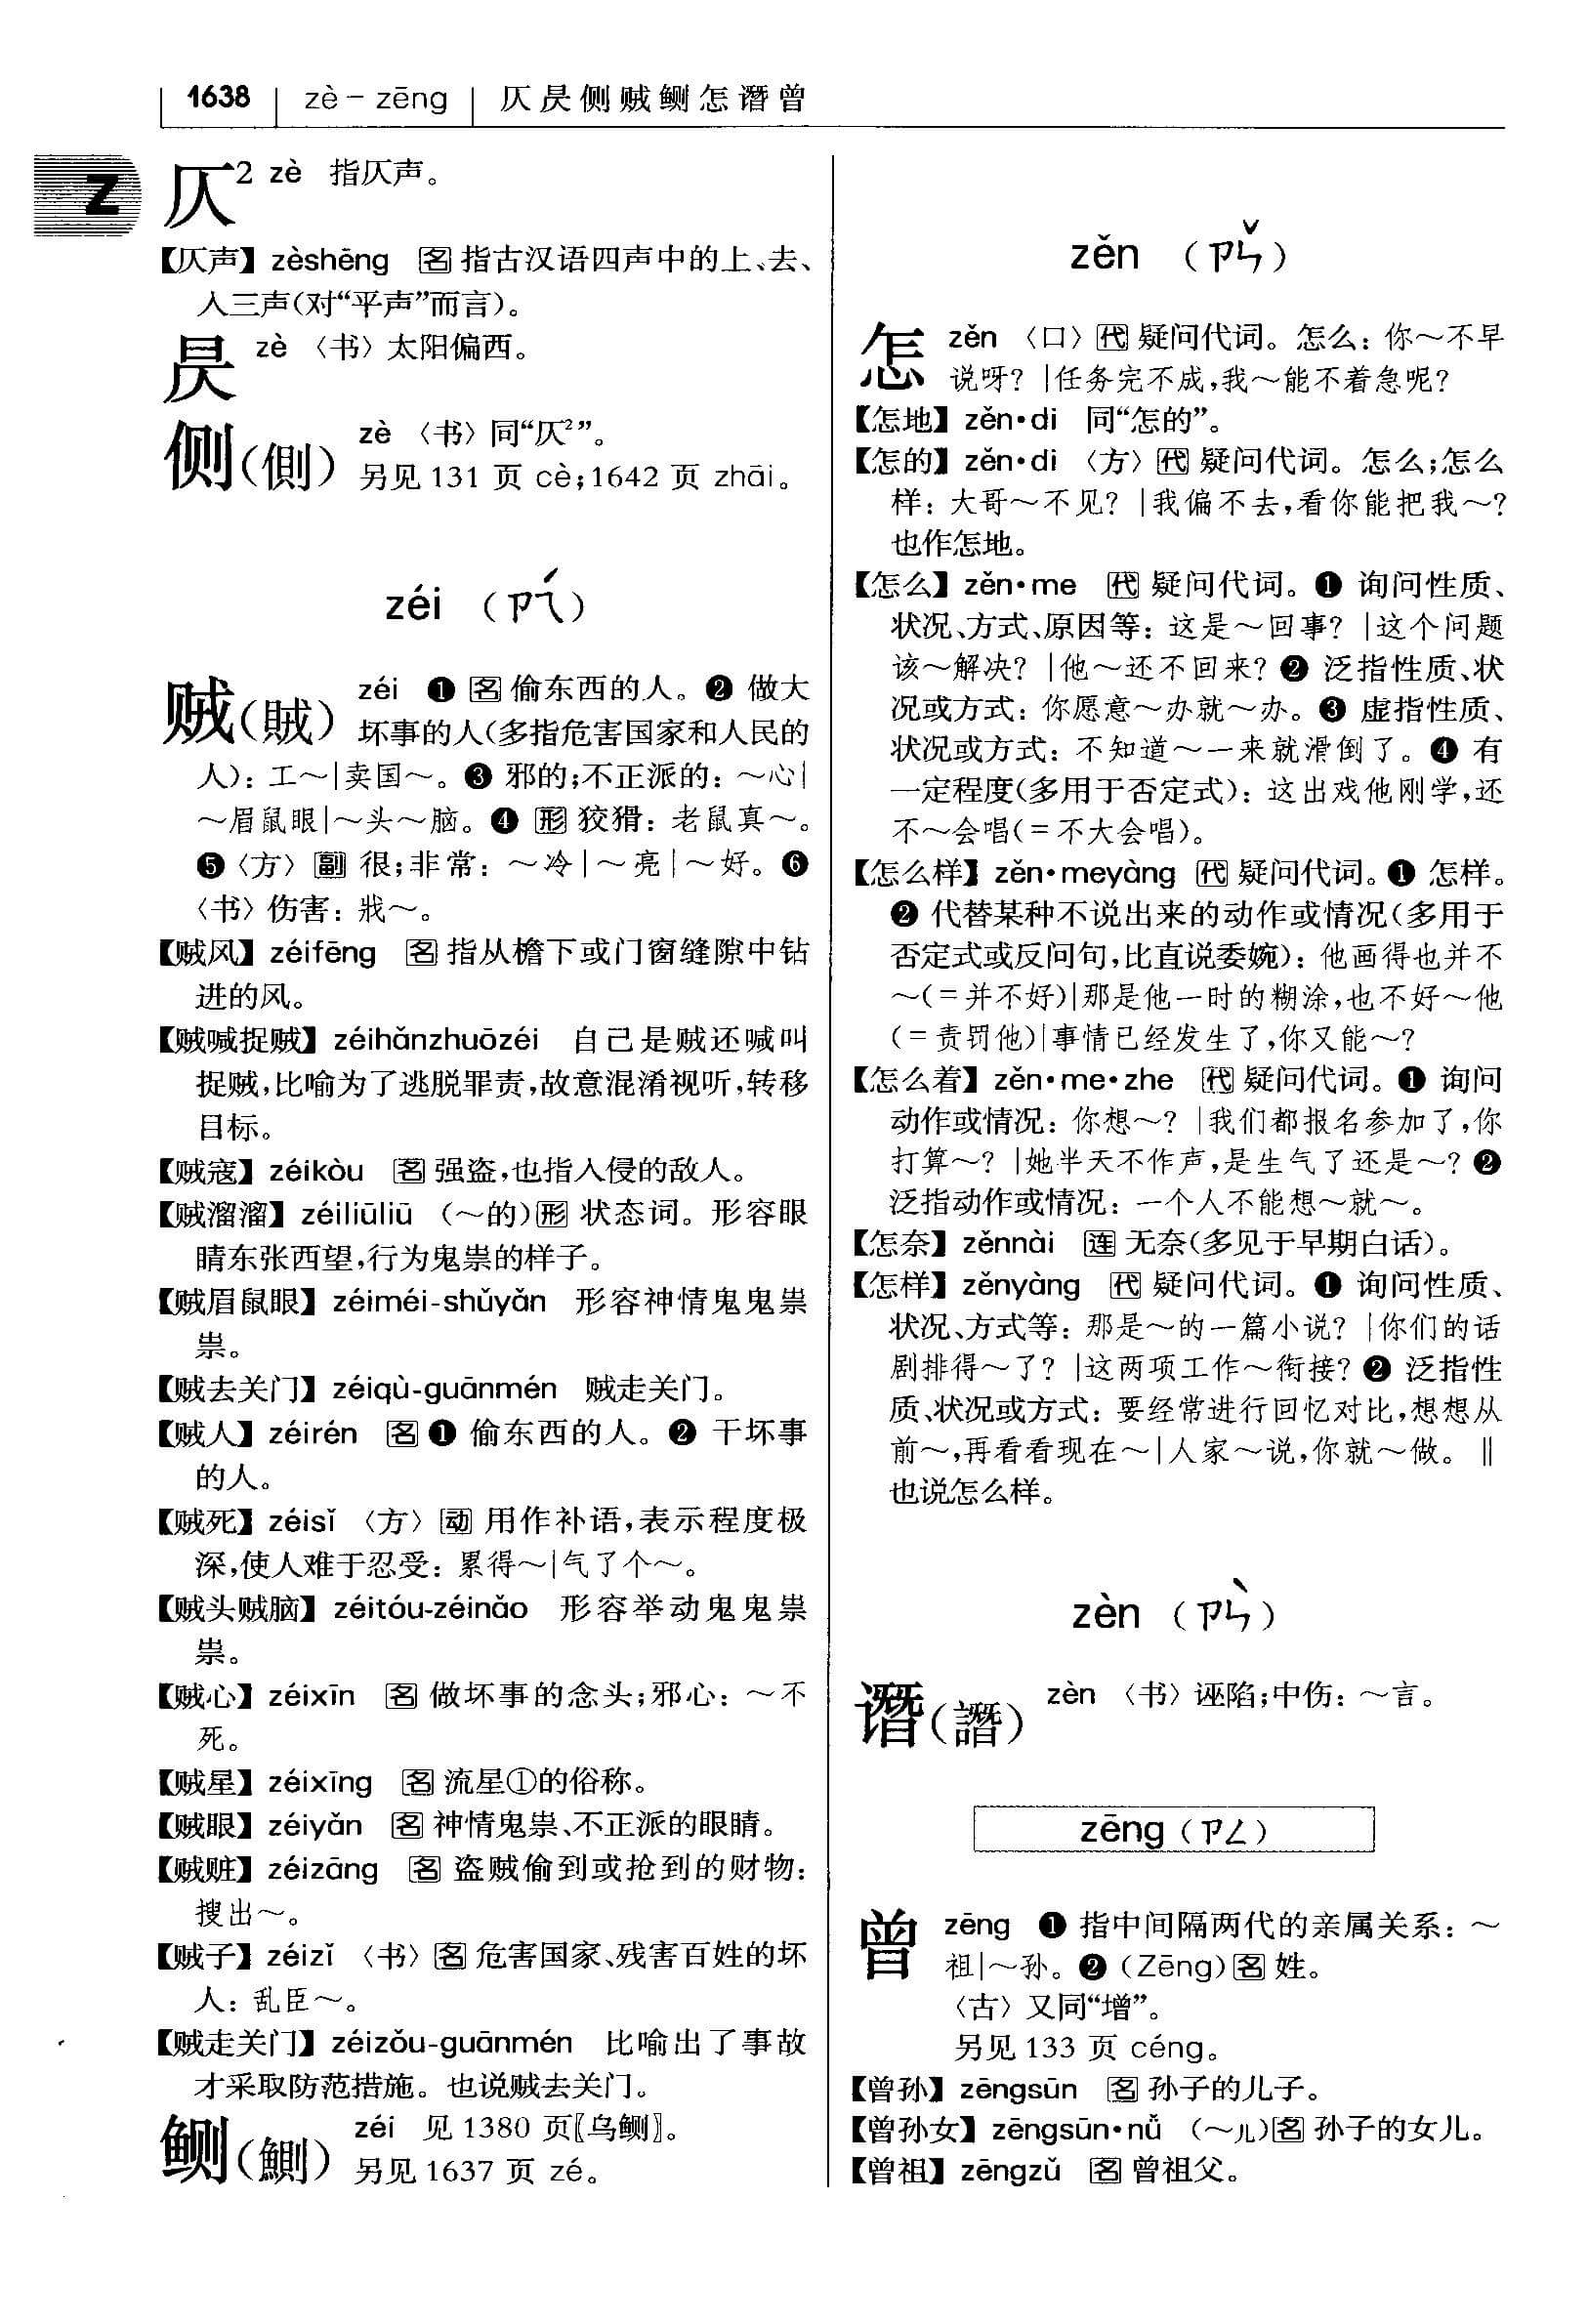 1638 zè – zēng 仄昃侧贼鲗怎谮曾
Z
仄² zè 指仄声。
【仄声】zèshēng 名 指古汉语四声中的上、去、
入三声(对“平声”而言)。
昃 zè 〈书〉太阳偏西。
侧(側) zè 〈书〉同“仄²”。
另见 131 页 cè;1642 页 zhāi。
zéi (ㄗㄟˊ)
贼(賊) zéi ❶ 名 偷东西的人。❷ 做大
坏事的人(多指危害国家和人民的
人):工～|卖国～。❸ 邪的;不正派的:～心|
～眉鼠眼|～头～脑。❹ 形 狡猾:老鼠真～。
❺〈方〉副 很;非常:～冷|～亮|～好。❻
〈书〉伤害:戕～。
【贼风】zéifēng 名 指从檐下或门窗缝隙中钻
进的风。
【贼喊捉贼】zéihǎnzhuōzéi 自己是贼还喊叫
捉贼,比喻为了逃脱罪责,故意混淆视听,转移
目标。
【贼寇】zéikòu 名 强盗,也指入侵的敌人。
【贼溜溜】zéiliūliū (～的)形 状态词。形容眼
睛东张西望,行为鬼祟的样子。
【贼眉鼠眼】zéiméi-shǔyǎn 形容神情鬼鬼祟
祟。
【贼去关门】zéiqù-guānmén 贼走关门。
【贼人】zéirén 名 ❶ 偷东西的人。❷ 干坏事
的人。
【贼死】zéisǐ 〈方〉动 用作补语,表示程度极
深,使人难于忍受:累得～|气了个～。
【贼头贼脑】zéitóu-zéinǎo 形容举动鬼鬼祟
祟。
【贼心】zéixīn 名 做坏事的念头;邪心:～不
死。
【贼星】zéixīng 名 流星①的俗称。
【贼眼】zéiyǎn 名 神情鬼祟、不正派的眼睛。
【贼赃】zéizāng 名 盗贼偷到或抢到的财物:
搜出～。
【贼子】zéizǐ 〈书〉名 危害国家、残害百姓的坏
人:乱臣～。
【贼走关门】zéizǒu-guānmén 比喻出了事故
才采取防范措施。也说贼去关门。
鲗(鰂) zéi 见 1380 页〖乌鲗〗。
另见 1637 页 zé。
zěn (ㄗㄣˇ)
怎 zěn 〈口〉代 疑问代词。怎么:你～不早
说呀?|任务完不成,我～能不着急呢?
【怎地】zěn·di 同“怎的”。
【怎的】zěn·di 〈方〉代 疑问代词。怎么;怎么
样:大哥～不见?|我偏不去,看你能把我～?
也作怎地。
【怎么】zěn·me 代 疑问代词。❶ 询问性质、
状况、方式、原因等:这是～回事?|这个问题
该～解决?|他～还不回来?❷ 泛指性质、状
况或方式:你愿意～办就～办。❸ 虚指性质、
状况或方式:不知道～一来就滑倒了。❹ 有
一定程度(多用于否定式):这出戏他刚学,还
不～会唱(=不大会唱)。
【怎么样】zěn·meyàng 代 疑问代词。❶ 怎样。
❷ 代替某种不说出来的动作或情况(多用于
否定式或反问句,比直说委婉):他画得也并不
～(=并不好)|那是他一时的糊涂,也不好～他
(=责罚他)|事情已经发生了,你又能～?
【怎么着】zěn·me·zhe 代 疑问代词。❶ 询问
动作或情况:你想～?|我们都报名参加了,你
打算～?|她半天不作声,是生气了还是～?❷
泛指动作或情况:一个人不能想～就～。
【怎奈】zěnnài 连 无奈(多见于早期白话)。
【怎样】zěnyàng 代 疑问代词。❶ 询问性质、
状况、方式等:那是～的一篇小说?|你们的话
剧排得～了?|这两项工作～衔接?❷ 泛指性
质、状况或方式:要经常进行回忆对比,想想从
前～,再看看现在～|人家～说,你就～做。‖
也说怎么样。
zèn (ㄗㄣˋ)
谮(譖) zèn 〈书〉诬陷;中伤:～言。
zēng (ㄗㄥ)
曾 zēng ❶ 指中间隔两代的亲属关系:～
祖|～孙。❷ (Zēng)名 姓。
〈古〉又同“增”。
另见 133 页 céng。
【曾孙】zēngsūn 名 孙子的儿子。
【曾孙女】zēngsūn·nǚ (～儿)名 孙子的女儿。
【曾祖】zēngzǔ 名 曾祖父。